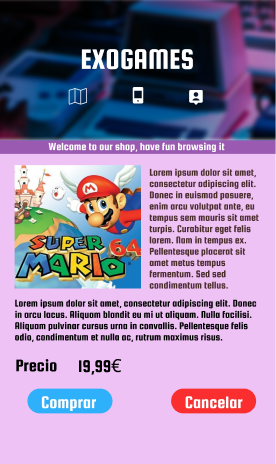 EXOGAMES
Welcome to our shop, have fun browsing it
SUPER
MARIO 64
Lorem ipsum dolor sit amet,
consectetur adipiscing elit.
Donec in euismod posuere,
enim arcu volutpat ante, eu
tempus sem mauris sit amet
turpis. Curabitur eget felis
lorem. Nam in tempus ex.
Pellentesque placerat sit
amet metus tempus
fermentum. Sed sed
condimentum tellus.
Lorem ipsum dolor sit amet, consectetur adipiscing elit. Donec
in arcu lacus. Aliquam blandit eu mi ut aliquam. Nulla facilisi.
Aliquam pulvinar cursus urna in convallis. Pellentesque felis
odio, condimentum et nulla ac, rutrum maximus risus.
Precio 19,99€
Comprar
Cancelar